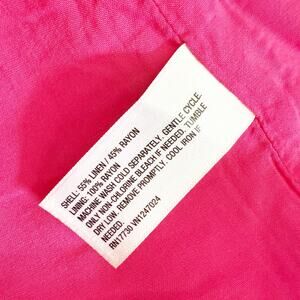 SHELL: 55% LINEN / 45% RAYON
LINING: 100% RAYON
MACHINE WASH COLD SEPARATELY, GENTLE CYCLE.
ONLY NON-CHLORINE BLEACH IF NEEDED. TUMBLE
DRY LOW. REMOVE PROMPTLY. COOL IRON IF
NEEDED.
RN17730 VN1247024